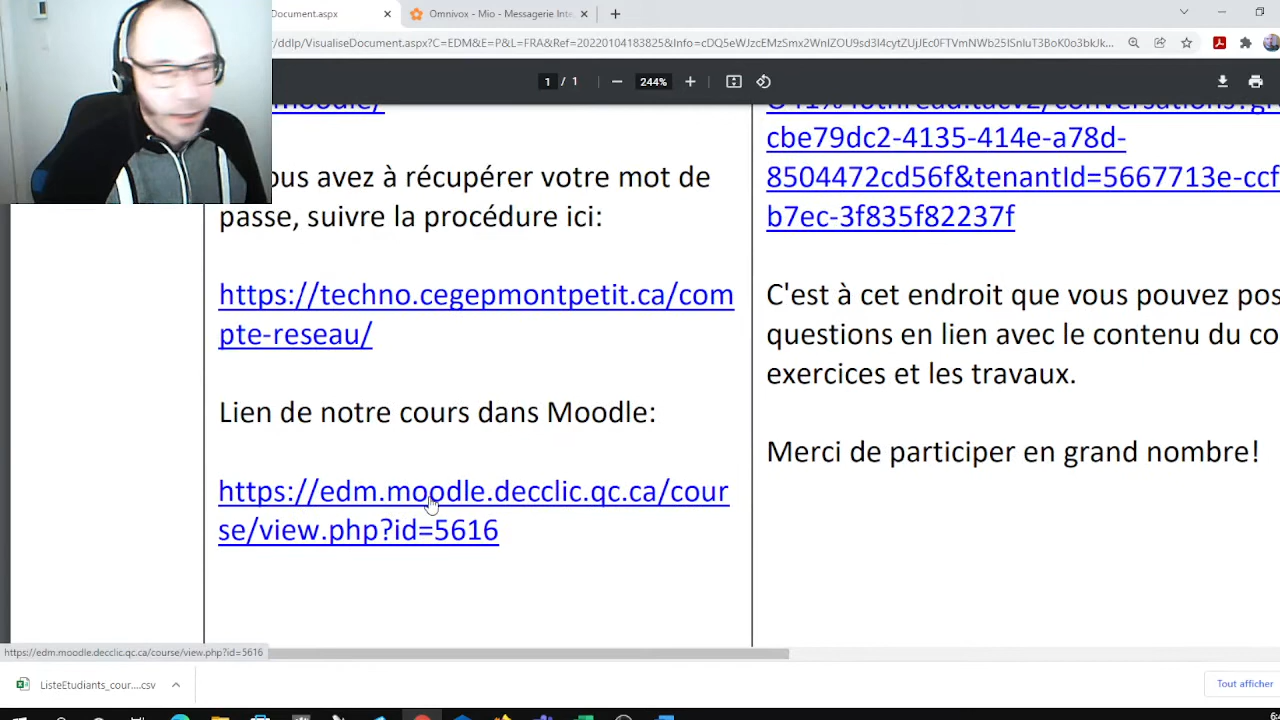 Document.aspx
Omnivox - Mio - Messagerie Inte
1 / 1
244%
moodle/
ous avez à récupérer votre mot de
passe, suivre la procédure ici:
https://techno.cegepmontpetit.ca/com
pte-reseau/
Lien de notre cours dans Moodle:
https://edm.moodle.decclic.qc.ca/cour
se/view.php?id=5616
cbe79dc2-4135-414e-a78d-
8504472cd56f&tenantId=5667713e-ccf
b7ec-3f835f82237f
C'est à cet endroit que vous pouvez pos
questions en lien avec le contenu du co
exercices et les travaux.
Merci de participer en grand nombre!
https://edm.moodle.decclic.qc.ca/course/view.php?id=5616
ListeEtudiants_cour....csv
Tout afficher